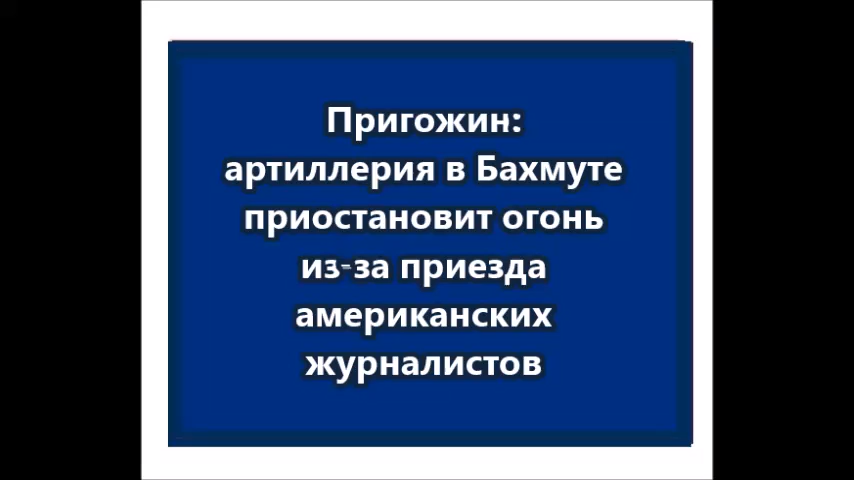 Пригожин:
артиллерия в Бахмуте
приостановит огонь
из-за приезда
американских
журналистов